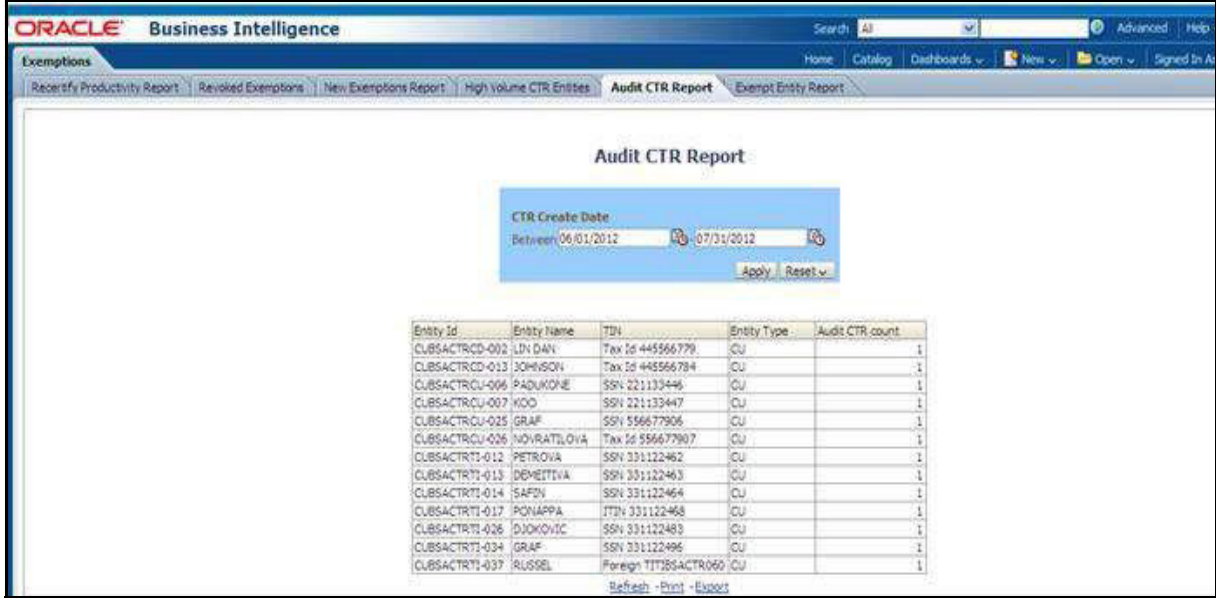 ORACLE Business Intelligence Search All Advanced Help
Exemptions Home Catalog Dashboards New Open Signed In As
Recertify Productivity Report Revoked Exemptions New Exemptions Report High Volume CTR Entities Audit CTR Report Exempt Entity Report
Audit CTR Report
CTR Create Date
Between 06/01/2012 - 07/31/2012
Apply Reset
Entity Id Entity Name TIN Entity Type Audit CTR count
CUBSACTRCD-002 LIN DAN Tax Id 445566779 CU 1
CUBSACTRCD-013 JOHNSON Tax Id 445566784 CU 1
CUBSACTRCU-006 PADUKONE SSN 221133446 CU 1
CUBSACTRCU-007 KOO SSN 221133447 CU 1
CUBSACTRCU-025 GRAF SSN 556677906 CU 1
CUBSACTRCU-026 NOVRATILOVA Tax Id 556677907 CU 1
CUBSACTRTI-012 PETROVA SSN 331122462 CU 1
CUBSACTRTI-013 DEMEITIVA SSN 331122463 CU 1
CUBSACTRTI-014 SAFIN SSN 331122464 CU 1
CUBSACTRTI-017 PONAPPA ITIN 331122468 CU 1
CUBSACTRTI-026 DJOKOVIC SSN 331122483 CU 1
CUBSACTRTI-034 GRAF SSN 331122496 CU 1
CUBSACTRTI-037 RUSSEL Foreign TITIBSACTR060 CU 1
Refresh - Print - Export